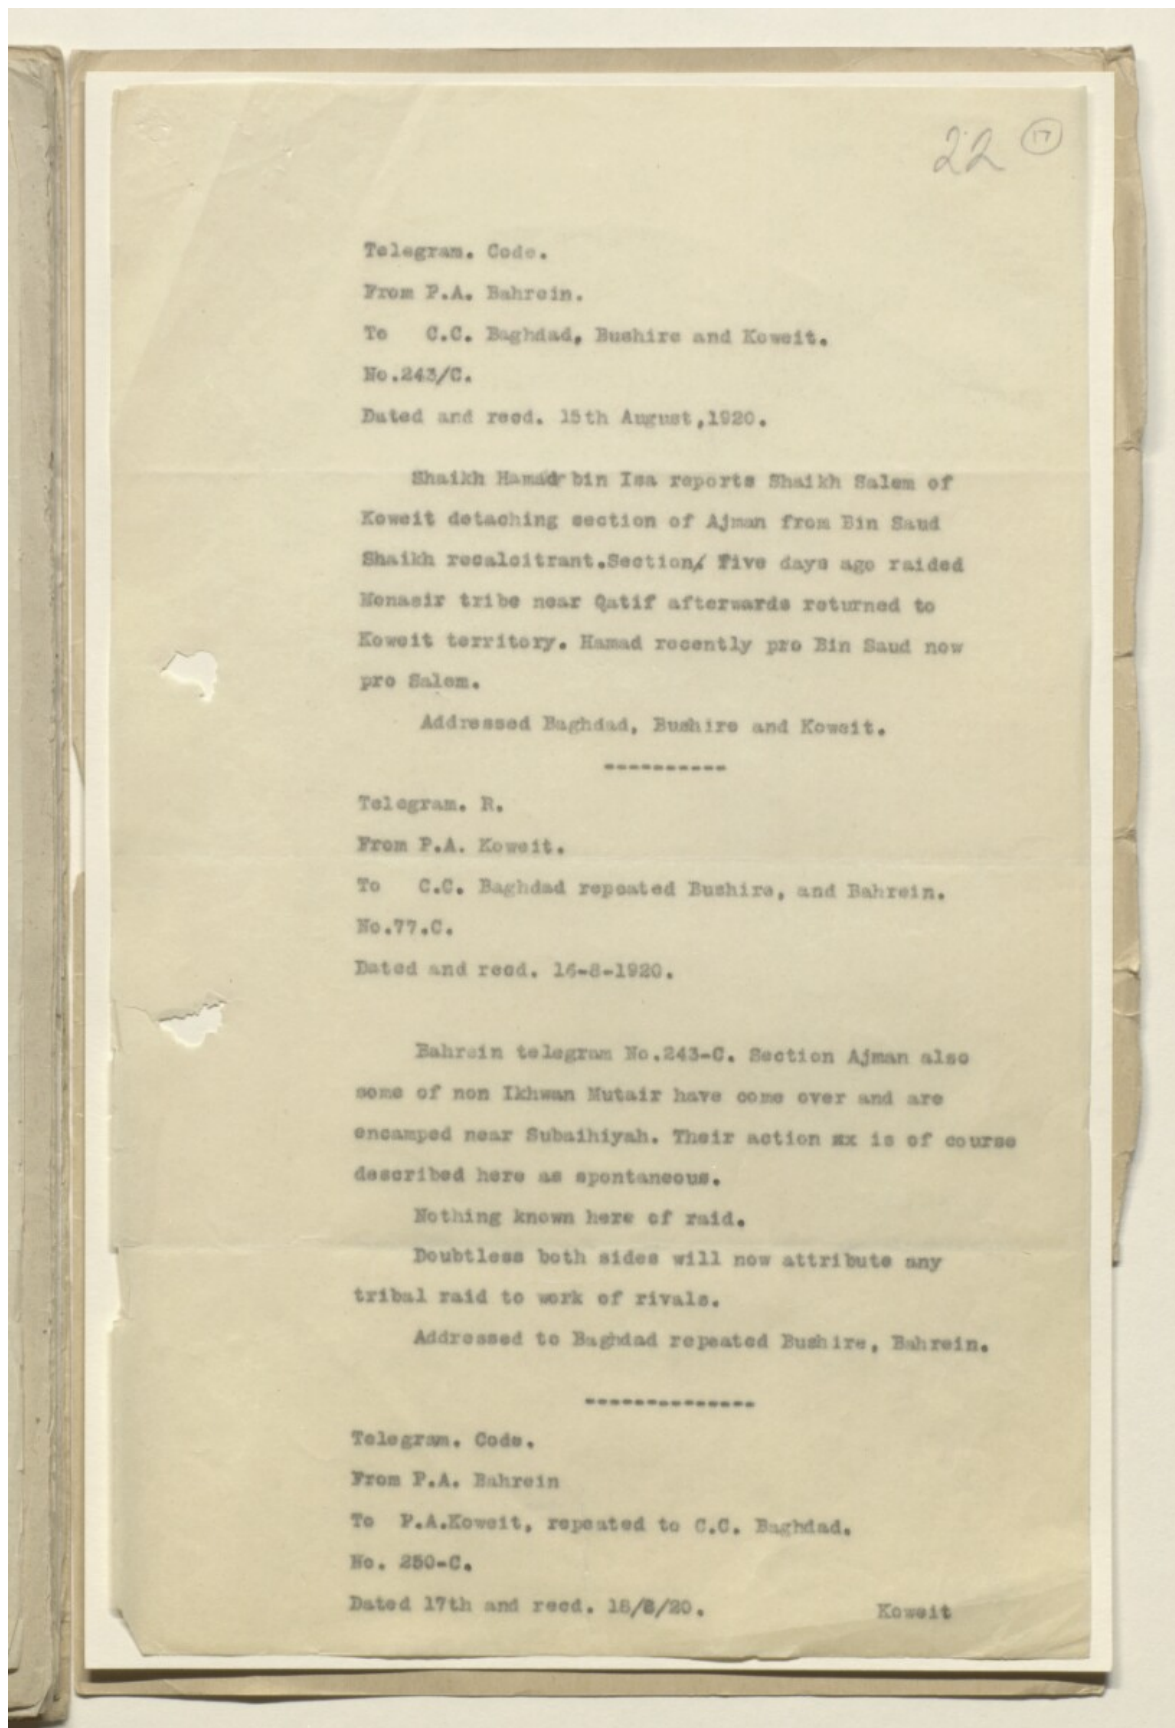 22 17
Telegram. Code.
From P.A. Bahrein.
To C.C. Baghdad, Bushire and Koweit.
No.243/C.
Dated and recd. 15th August,1920.
Shaikh Hamad bin Isa reports Shaikh Salem of
Koweit detaching section of Ajman from Bin Saud
Shaikh recalcitrant.Section/ Five days ago raided
Monasir tribe near Qatif afterwards returned to
Koweit territory. Hamad recently pro Bin Saud now
pro Salem.
Addressed Baghdad, Bushire and Koweit.
----------
Telegram. R.
From P.A. Koweit.
To C.C. Baghdad repeated Bushire, and Bahrein.
No.77.C.
Dated and recd. 16-8-1920.
Bahrein telegram No.243-C. Section Ajman also
some of non Ikhwan Mutair have come over and are
encamped near Subaihiyah. Their action xx is of course
described here as spontaneous.
Nothing known here of raid.
Doubtless both sides will now attribute any
tribal raid to work of rivals.
Addressed to Baghdad repeated Bushire, Bahrein.
--------------
Telegram. Code.
From P.A. Bahrein
To P.A.Koweit, repeated to C.C. Baghdad.
No. 250-C.
Dated 17th and recd. 18/8/20. Koweit